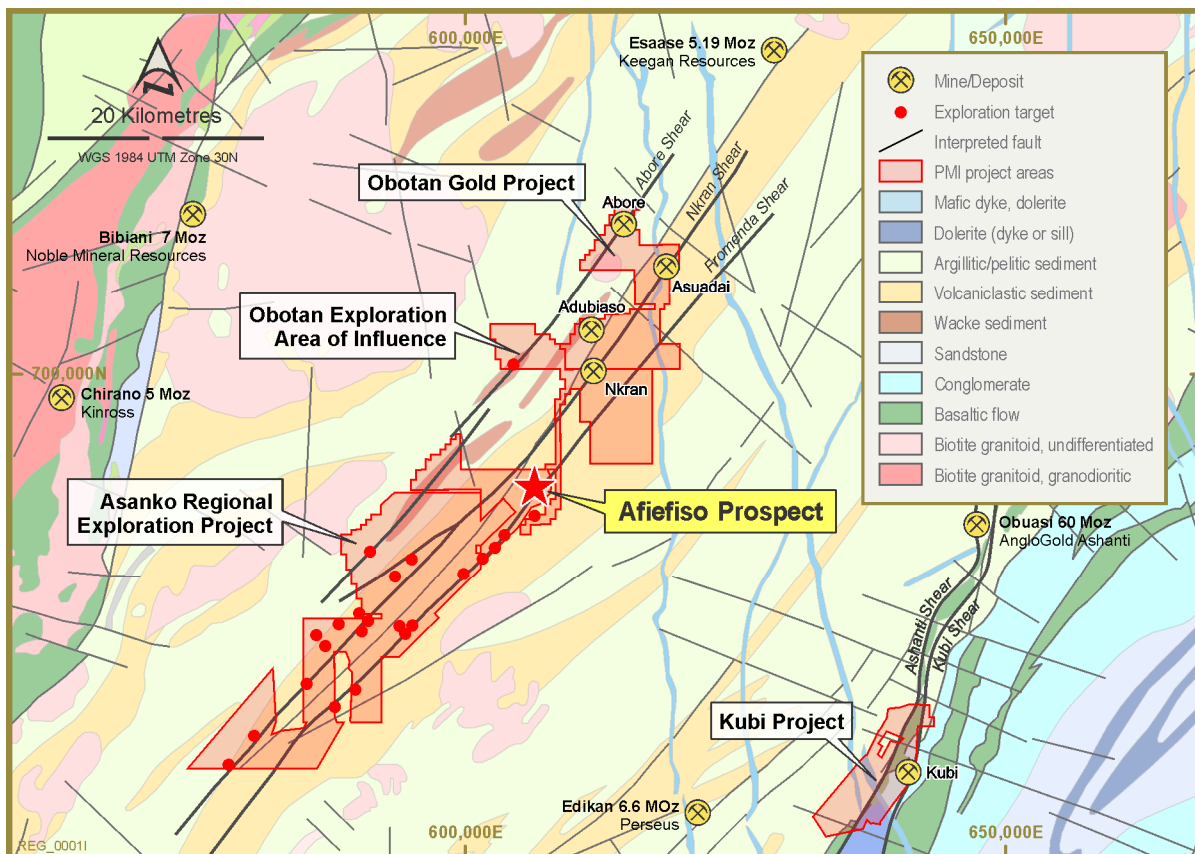 600,000E
650,000E
Esaase 5.19 Moz
Keegan Resources
20 Kilometres
WGS 1984 UTM Zone 30N
Mine/Deposit
Exploration target
Interpreted fault
PMI project areas
Mafic dyke, dolerite
Dolerite (dyke or sill)
Argillitic/pelitic sediment
Volcaniclastic sediment
Wacke sediment
Sandstone
Conglomerate
Basaltic flow
Biotite granitoid, undifferentiated
Biotite granitoid, granodioritic
Abore Shear
Nkran Shear
Fromenda Shear
Obotan Gold Project
Abore
Bibiani 7 Moz
Noble Mineral Resources
Asuadai
Obotan Exploration
Area of Influence
Adubiaso
700,000N
Nkran
Chirano 5 Moz
Kinross
Asanko Regional
Exploration Project
Afiefiso Prospect
Obuasi 60 Moz
AngloGold Ashanti
Ashanti Shear
Kubi Shear
Kubi Project
Kubi
Edikan 6.6 MOz
Perseus
600,000E
650,000E
REG_0001l